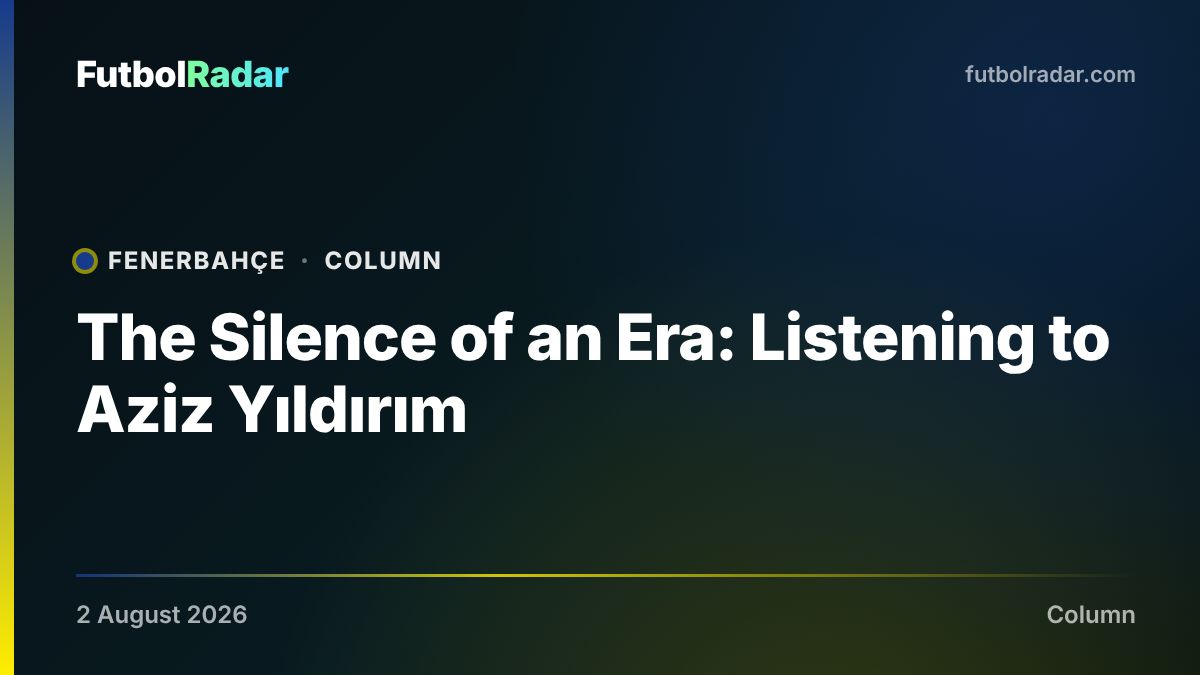 FutbolRadar
futbolradar.com
FENERBAHÇE · COLUMN
The Silence of an Era: Listening to
Aziz Yıldırım
2 August 2026
Column